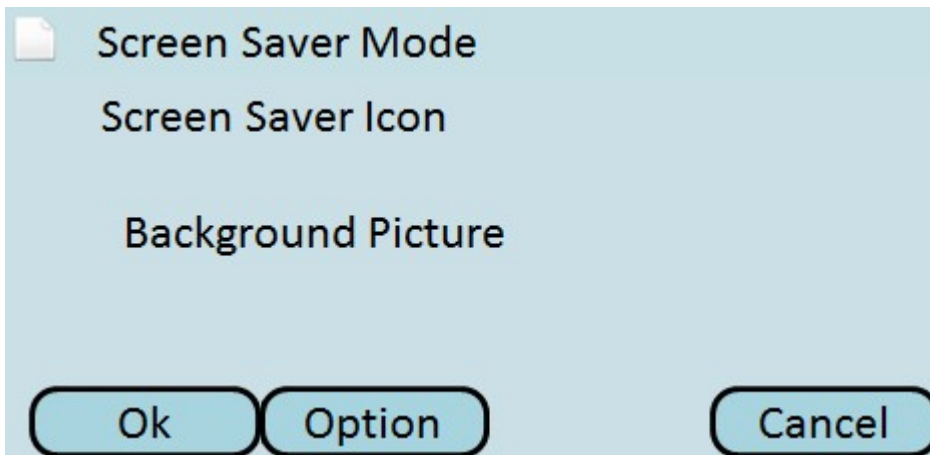 Screen Saver Mode
Screen Saver Icon
Background Picture
Ok Option Cancel